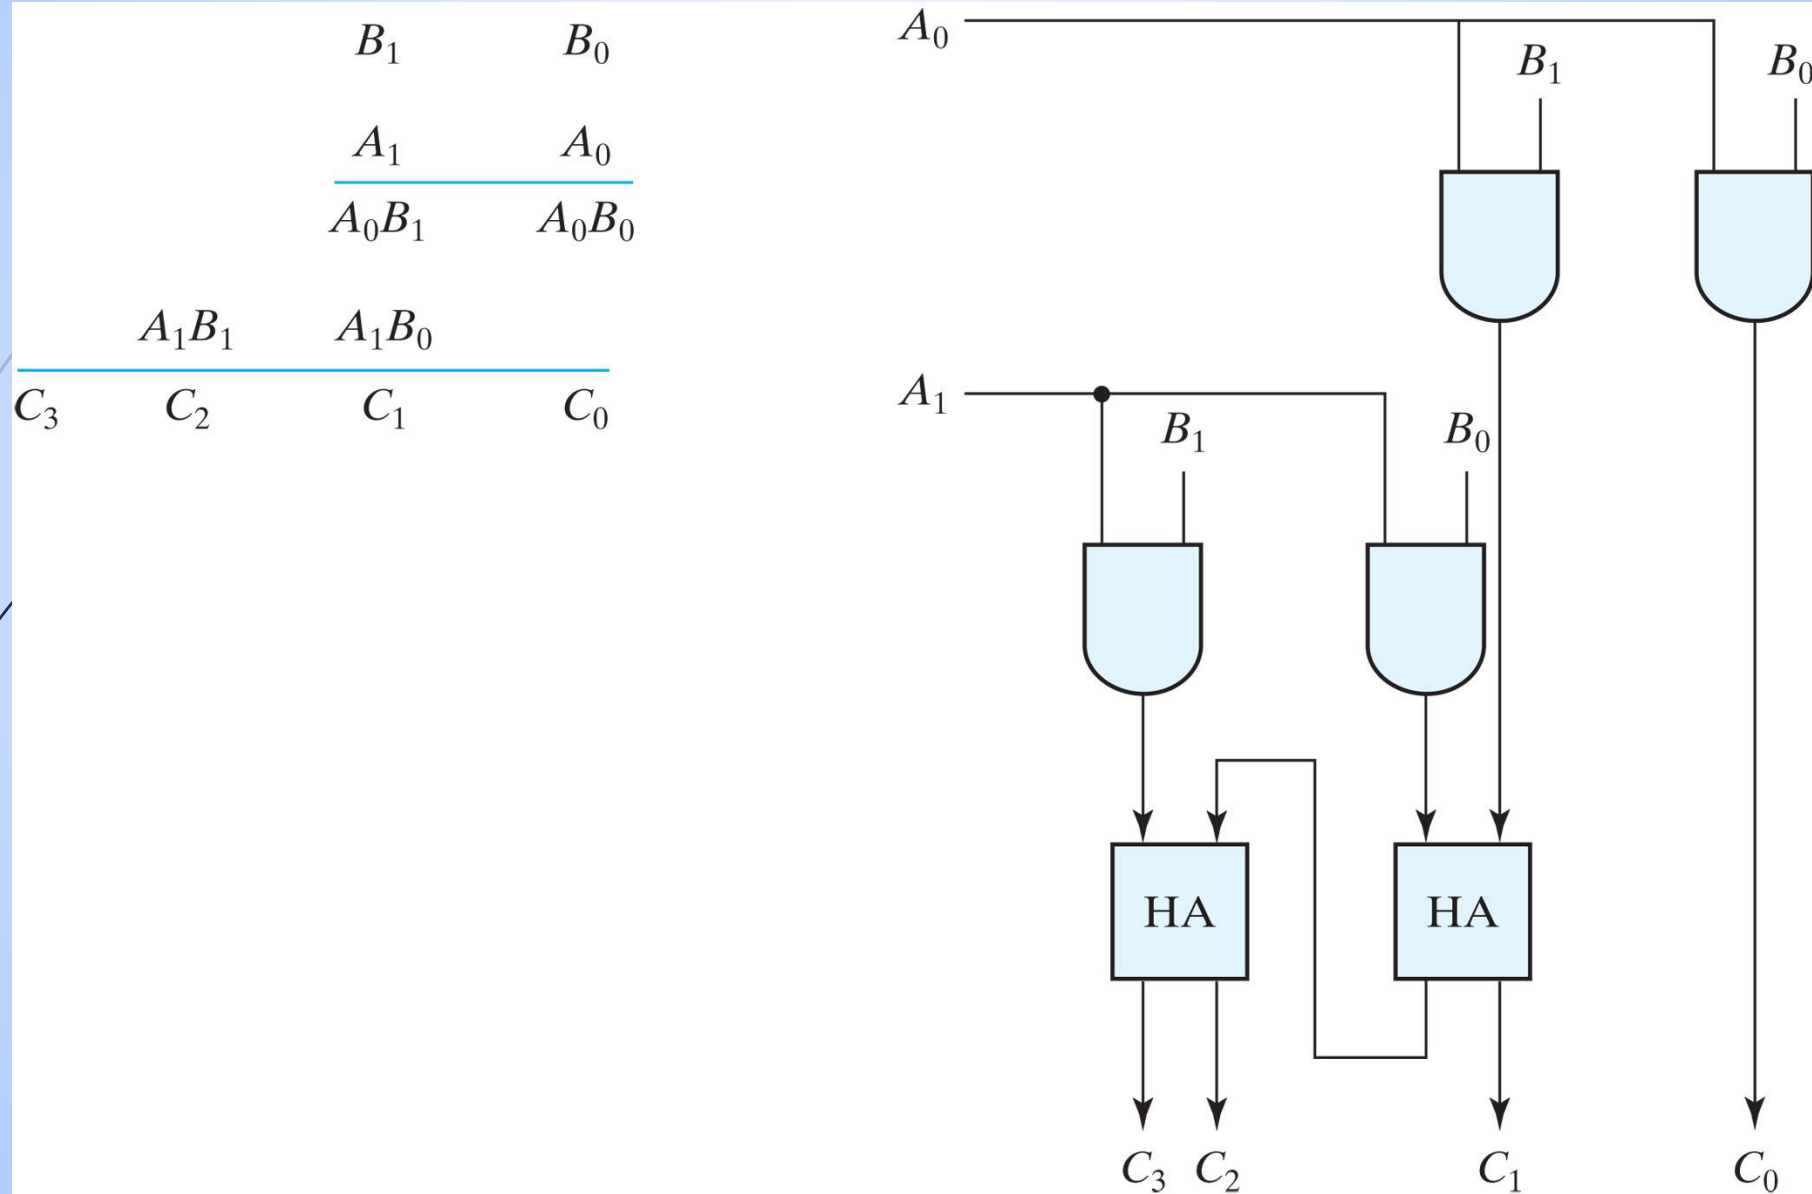 B₁ B₀
A₁ A₀
A₀B₁ A₀B₀
A₁B₁ A₁B₀
C₃ C₂ C₁ C₀
A₀
B₁ B₀
A₁
B₁ B₀
HA HA
C₃ C₂ C₁ C₀